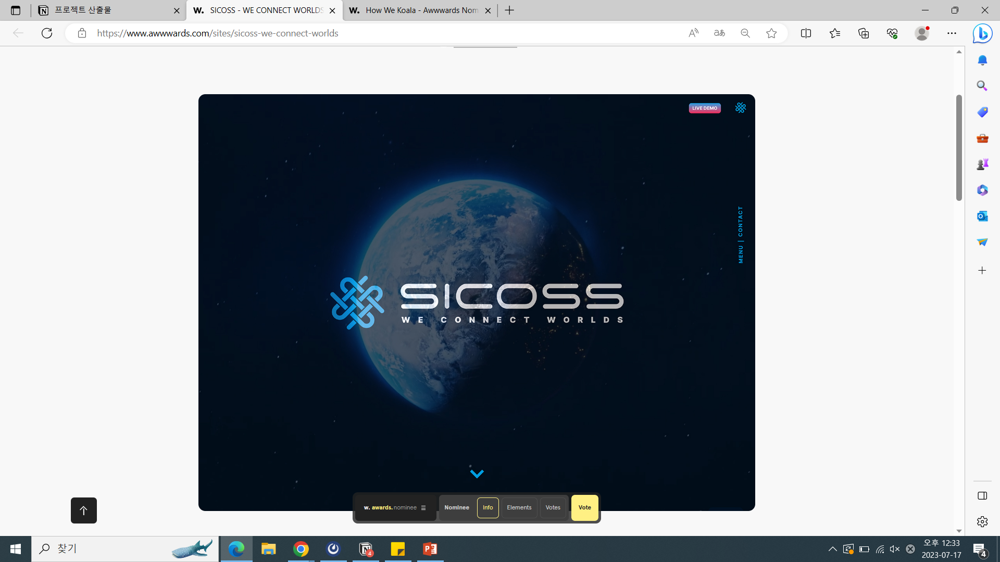 프로젝트 산출물
SICOSS - WE CONNECT WORLDS
How We Koala - Awwwards Nom
https://www.awwwards.com/sites/sicoss-we-connect-worlds
LIVE DEMO
MENU | CONTACT
SICOSS
WE CONNECT WORLDS
w. awards.nominee
Nominee
Info
Elements
Votes
Vote
찾기
4
오후 12:33
2023-07-17
4